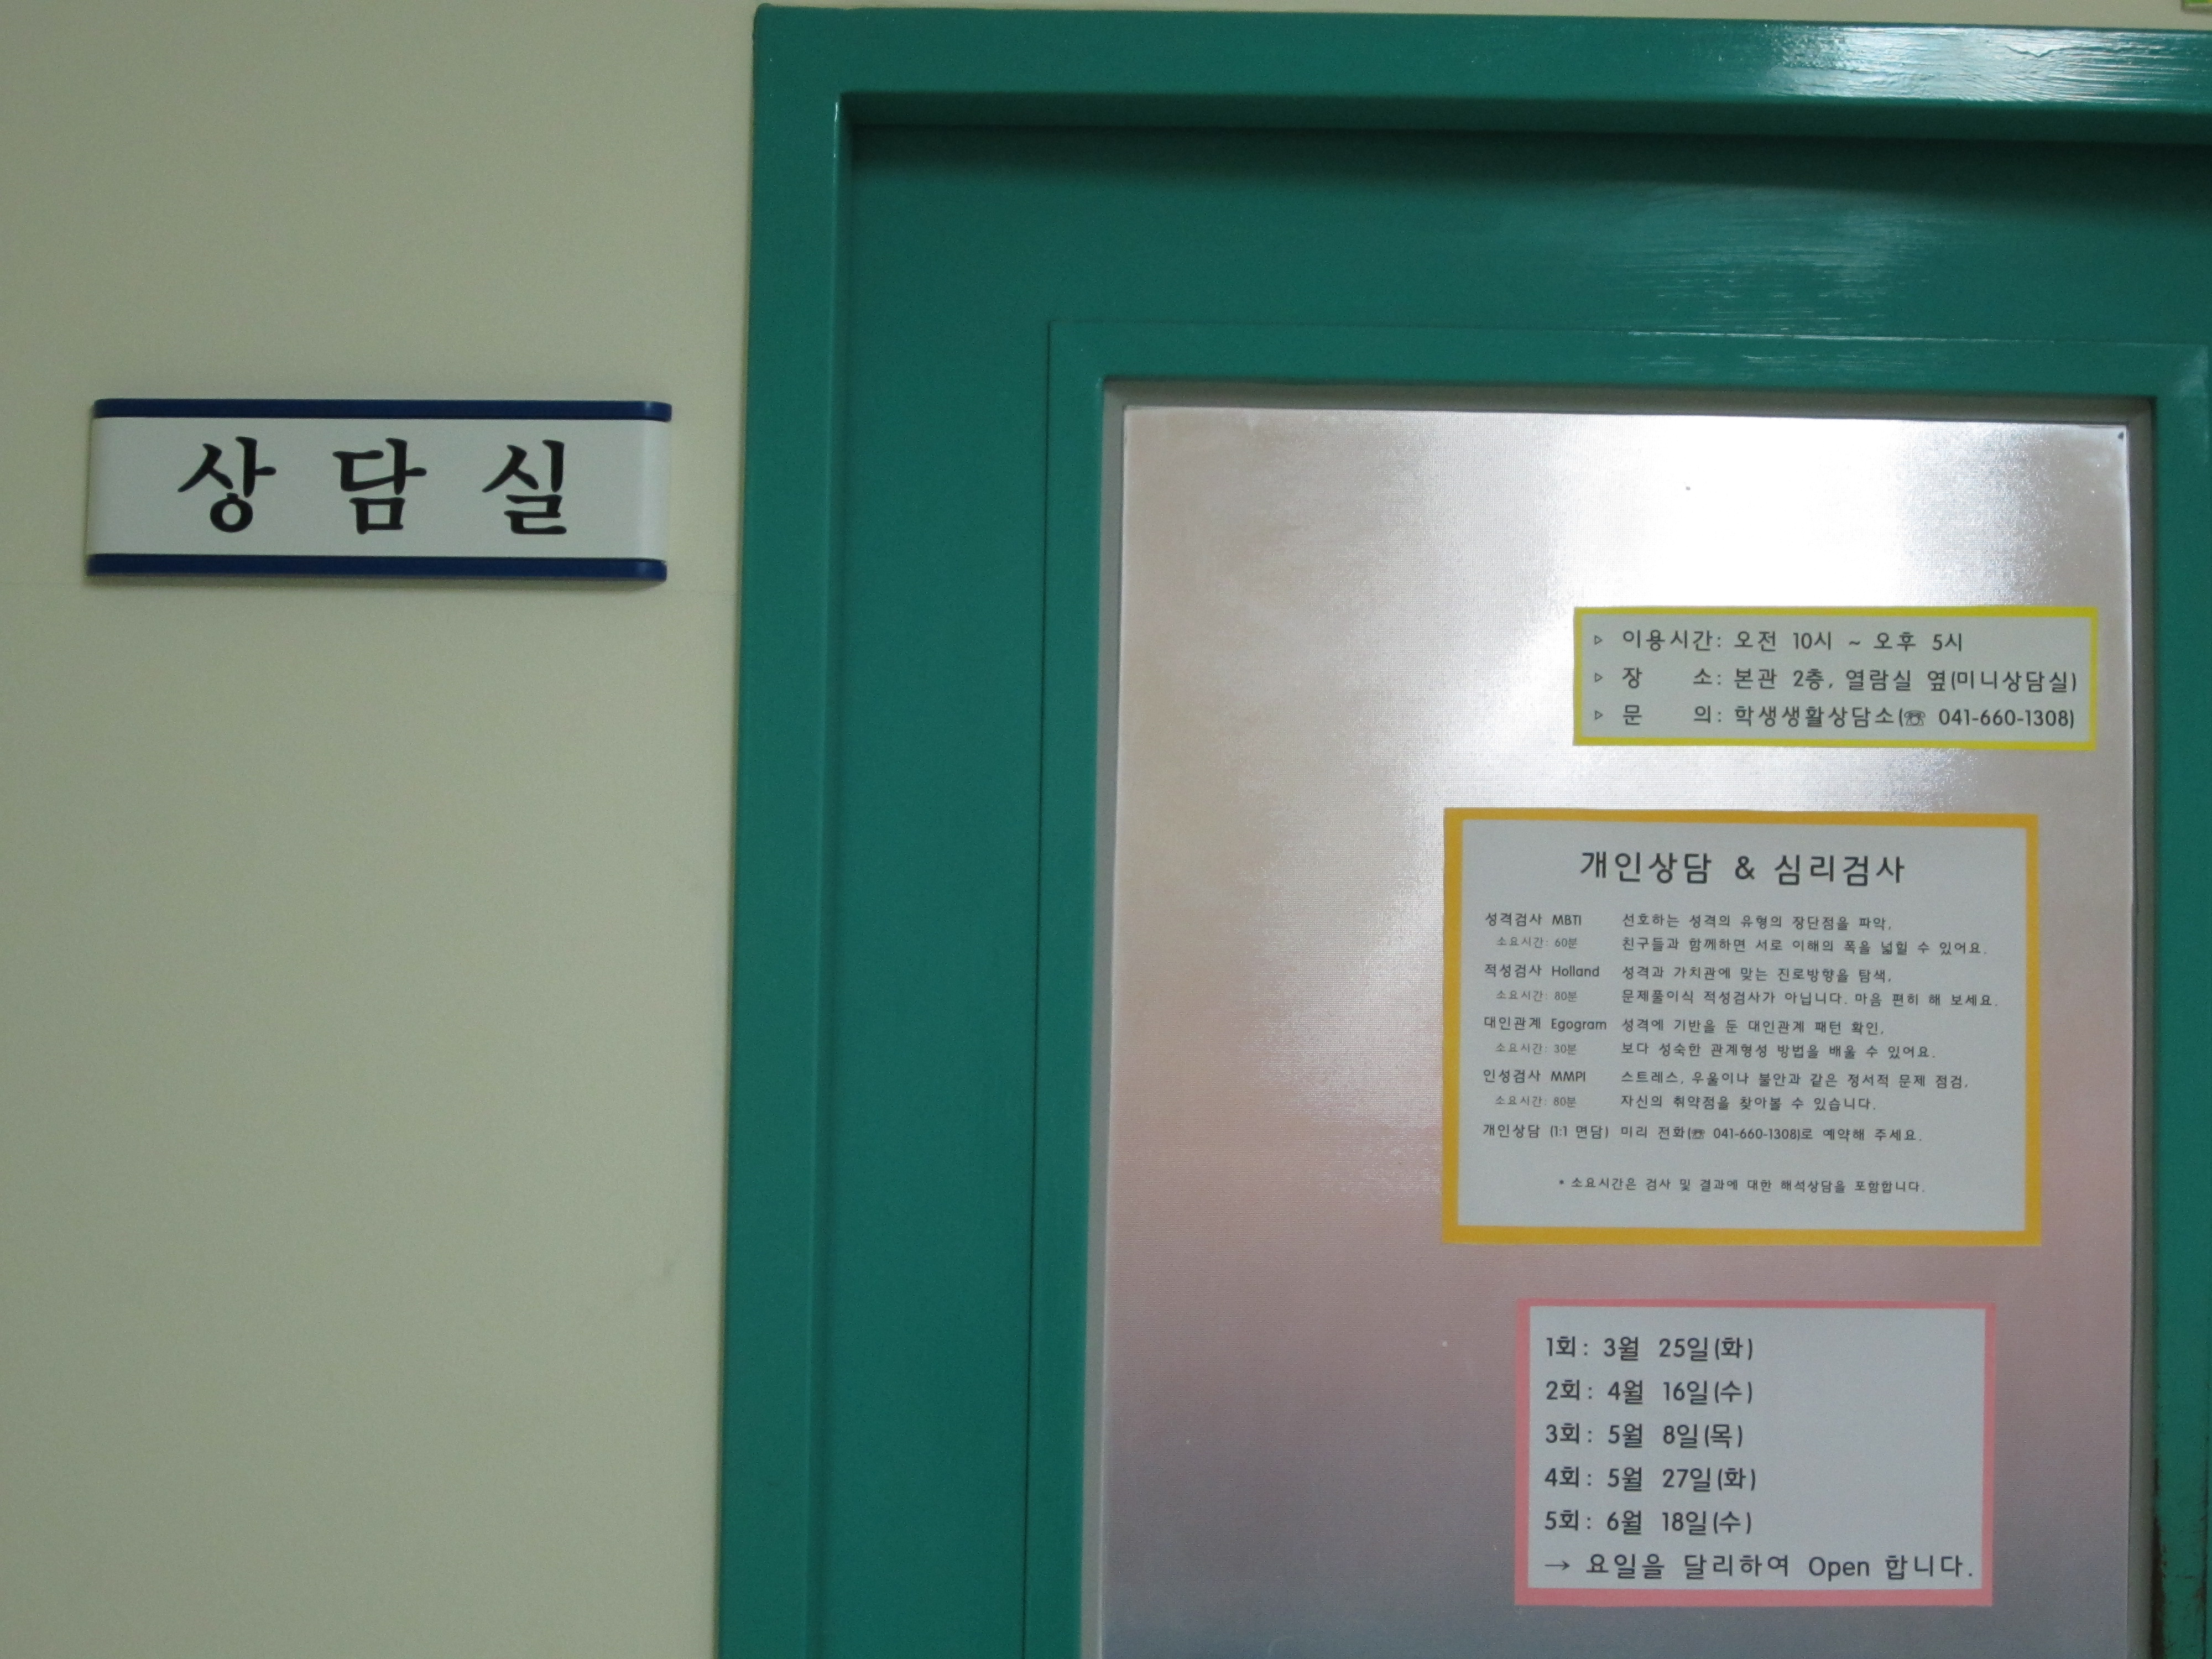 상담실
▷ 이용시간: 오전 10시 ~ 오후 5시
▷ 장 소: 본관 2층, 열람실 옆(미니상담실)
▷ 문 의: 학생생활상담소(☏ 041-660-1308)
개인상담 & 심리검사
성격검사 MBTI 선호하는 성격의 유형의 장단점을 파악,
소요시간: 60분 친구들과 함께하면 서로 이해의 폭을 넓힐 수 있어요.
적성검사 Holland 성격과 가치관에 맞는 진로방향을 탐색,
소요시간: 80분 문제풀이식 적성검사가 아닙니다. 마음 편히 해 보세요.
대인관계 Egogram 성격에 기반을 둔 대인관계 패턴 확인,
소요시간: 30분 보다 성숙한 관계형성 방법을 배울 수 있어요.
인성검사 MMPI 스트레스, 우울이나 불안과 같은 정서적 문제 점검,
소요시간: 80분 자신의 취약점을 찾아볼 수 있습니다.
개인상담 (1:1 면담) 미리 전화(☏ 041-660-1308)로 예약해 주세요.
* 소요시간은 검사 및 결과에 대한 해석상담을 포함합니다.
1회: 3월 25일(화)
2회: 4월 16일(수)
3회: 5월 8일(목)
4회: 5월 27일(화)
5회: 6월 18일(수)
→ 요일을 달리하여 Open 합니다.